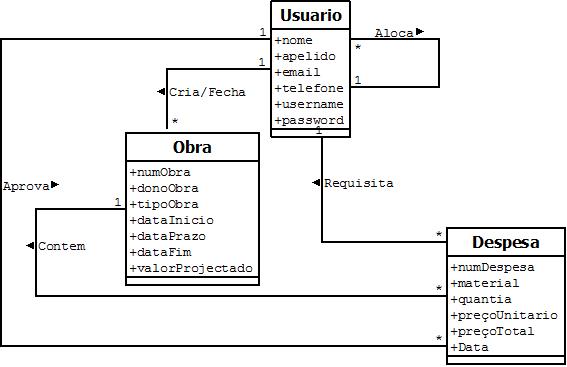 Usuario
+nome
+apelido
+email
+telefone
+username
+password
1
1
1
Aloca
*
1
Cria/Fecha
*
Obra
+numObra
+donoObra
+tipoObra
+dataInicio
+dataPrazo
+dataFim
+valorProjectado
Aprova
1
Contem
Requisita
*
Despesa
+numDespesa
+material
+quantia
+preçoUnitario
+preçoTotal
+Data
*
*